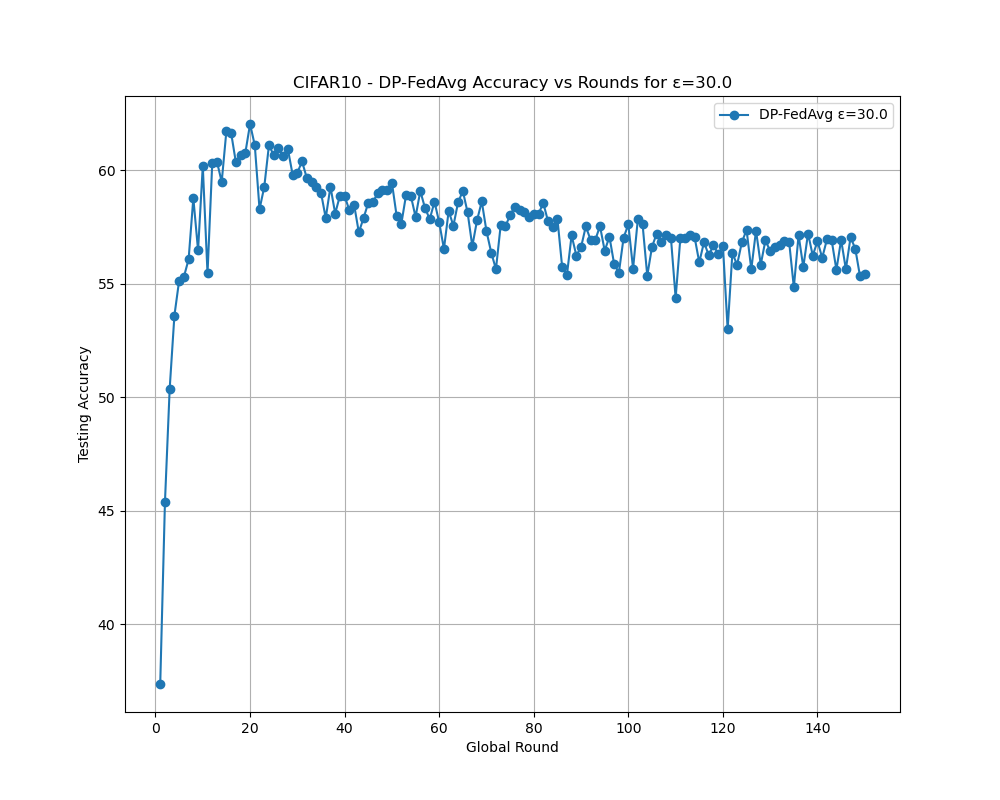 CIFAR10 - DP-FedAvg Accuracy vs Rounds for ε=30.0
DP-FedAvg ε=30.0
Testing Accuracy
60
55
50
45
40
0 20 40 60 80 100 120 140
Global Round